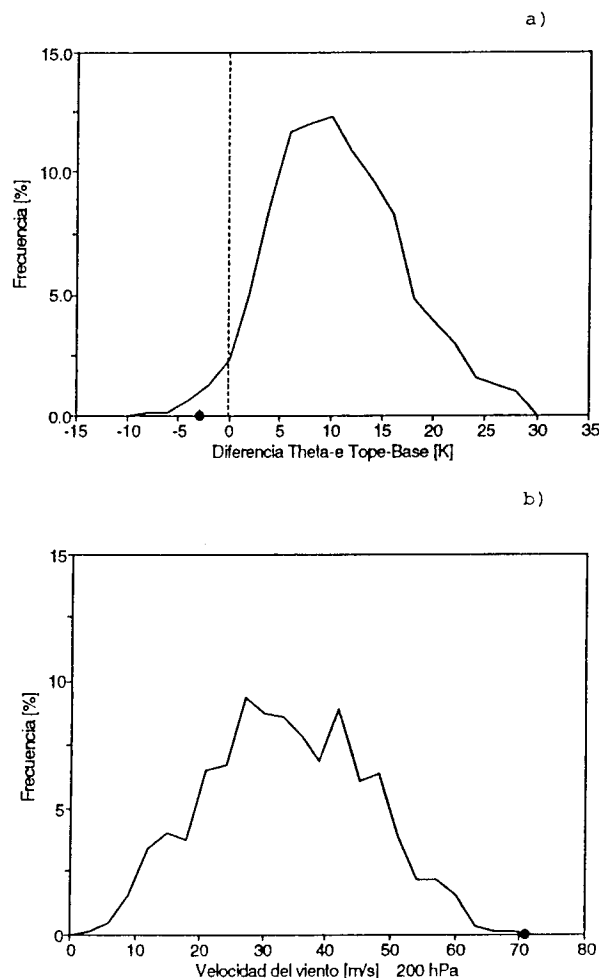 a)
15.0
10.0
5.0
0.0
Frecuencia [%]
-15 -10 -5 0 5 10 15 20 25 30 35
Diferencia Theta-e Tope-Base [K]
b)
15
10
5
0
Frecuencia [%]
0 10 20 30 40 50 60 70 80
Velocidad del viento [m/s] 200 hPa